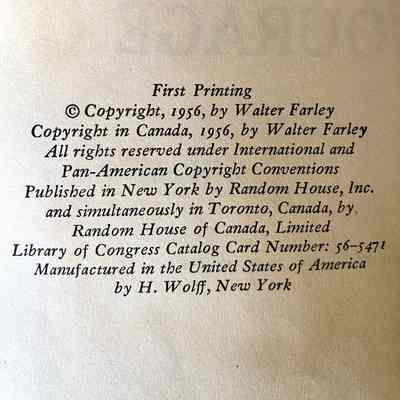 First Printing
© Copyright, 1956, by Walter Farley
Copyright in Canada, 1956, by Walter Farley
All rights reserved under International and
Pan-American Copyright Conventions
Published in New York by Random House, Inc.
and simultaneously in Toronto, Canada, by
Random House of Canada, Limited
Library of Congress Catalog Card Number: 56-5471
Manufactured in the United States of America
by H. Wolff, New York